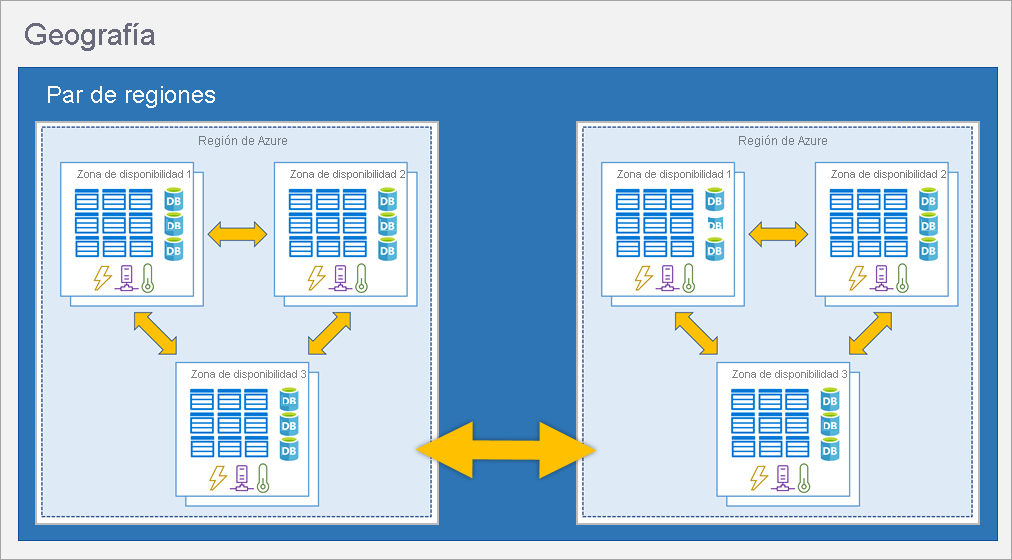 Geografía
Par de regiones
Región de Azure
Zona de disponibilidad 1
DB
DB
DB
Zona de disponibilidad 2
DB
DB
DB
Zona de disponibilidad 3
DB
DB
DB
Región de Azure
Zona de disponibilidad 1
DB
DB
DB
Zona de disponibilidad 2
DB
DB
DB
Zona de disponibilidad 3
DB
DB
DB